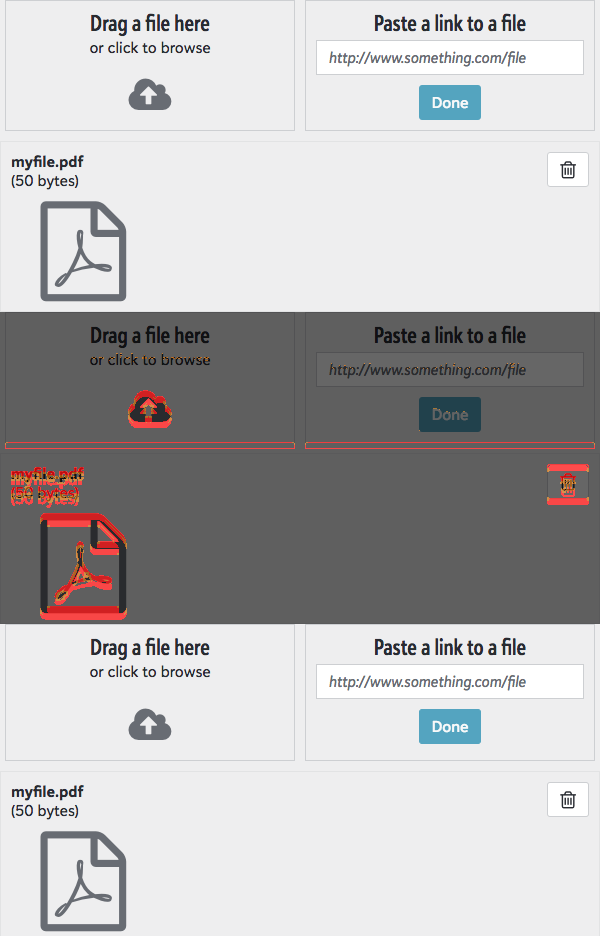 Drag a file here
or click to browse
Paste a link to a file
http://www.something.com/file
Done
myfile.pdf
(50 bytes)
Drag a file here
or click to browse
Paste a link to a file
http://www.something.com/file
Done
myfile.pdf
(50 bytes)
Drag a file here
or click to browse
Paste a link to a file
http://www.something.com/file
Done
myfile.pdf
(50 bytes)